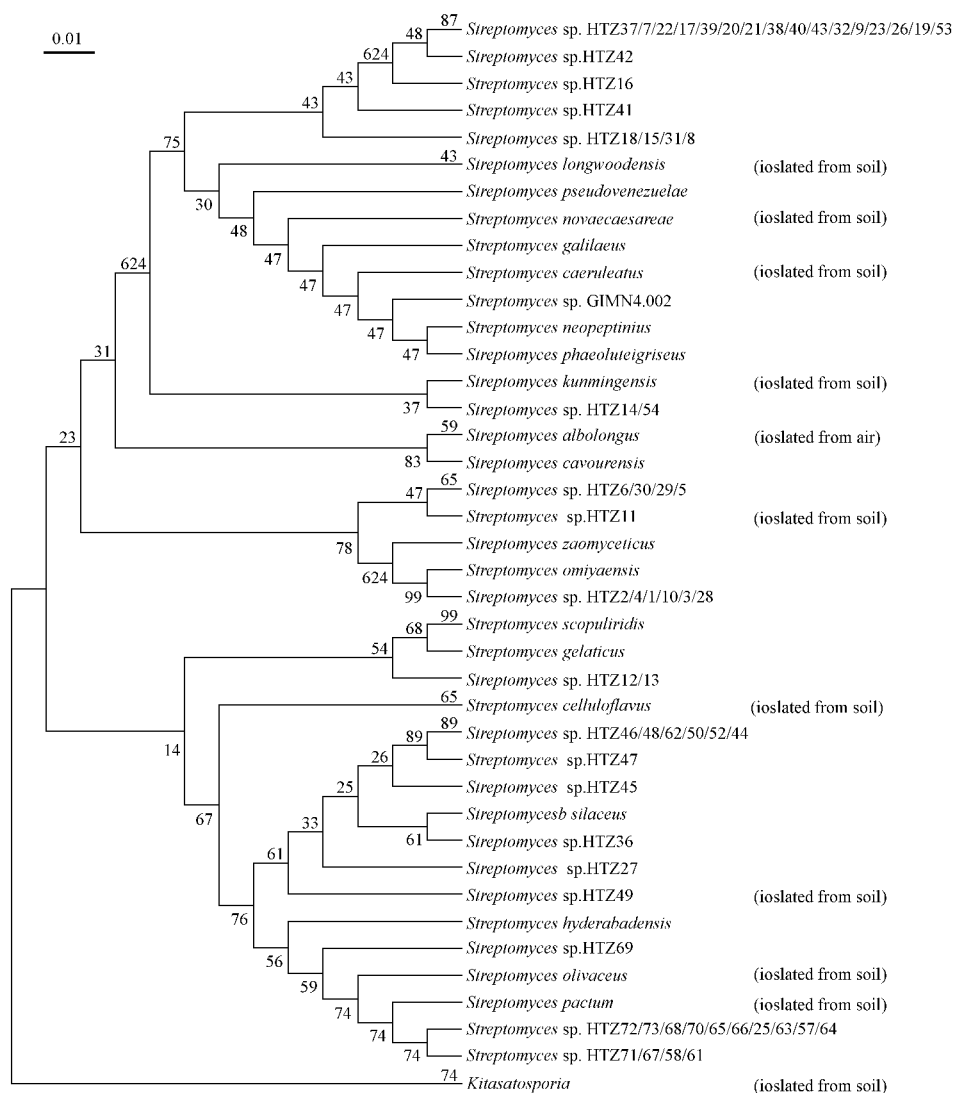 0.01
87
Streptomyces sp. HTZ37/7/22/17/39/20/21/38/40/43/32/9/23/26/19/53
48
Streptomyces sp.HTZ42
624
Streptomyces sp.HTZ16
43
Streptomyces sp.HTZ41
43
Streptomyces sp. HTZ18/15/31/8
75
43
Streptomyces longwoodensis (ioslated from soil)
30
Streptomyces pseudovenezuelae
48
Streptomyces novaecaesareae (ioslated from soil)
47
Streptomyces galilaeus
47
Streptomyces caeruleatus (ioslated from soil)
624
47
Streptomyces sp. GIMN4.002
47
Streptomyces neopeptinius
47
Streptomyces phaeoluteigriseus
31
Streptomyces kunmingensis (ioslated from soil)
37
Streptomyces sp. HTZ14/54
23
59
Streptomyces albolongus (ioslated from air)
83
Streptomyces cavourensis
65
Streptomyces sp. HTZ6/30/29/5
47
Streptomyces sp.HTZ11 (ioslated from soil)
78
Streptomyces zaomyceticus
624
Streptomyces omiyaensis
99
Streptomyces sp. HTZ2/4/1/10/3/28
99
Streptomyces scopuliridis
68
54
Streptomyces gelaticus
Streptomyces sp. HTZ12/13
65
Streptomyces celluloflavus (ioslated from soil)
14
89
Streptomyces sp. HTZ46/48/62/50/52/44
89
Streptomyces sp.HTZ47
26
Streptomyces sp.HTZ45
25
Streptomycesb silaceus
67
33
61
Streptomyces sp.HTZ36
61
Streptomyces sp.HTZ27
Streptomyces sp.HTZ49 (ioslated from soil)
76
Streptomyces hyderabadensis
56
Streptomyces sp.HTZ69
59
Streptomyces olivaceus (ioslated from soil)
74
Streptomyces pactum (ioslated from soil)
74
Streptomyces sp. HTZ72/73/68/70/65/66/25/63/57/64
74
Streptomyces sp. HTZ71/67/58/61
74
Kitasatosporia (ioslated from soil)